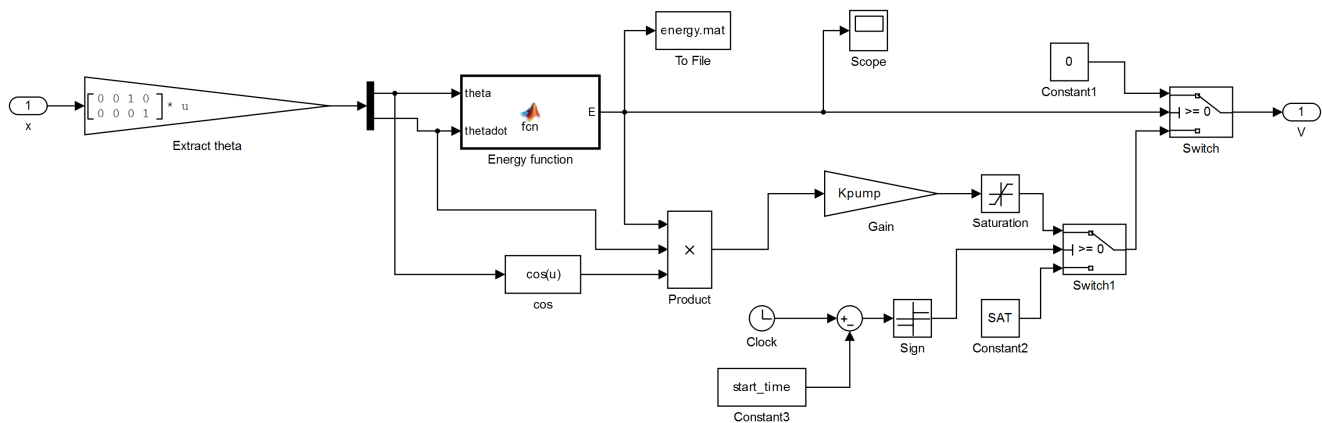 energy.mat
To File
Scope
0
Constant1
1
x
0 0 1 0
0 0 0 1
* u
Extract theta
theta
thetadot
fcn
E
Energy function
>= 0
Switch
1
V
Kpump
Gain
Saturation
>= 0
Switch1
×
Product
cos(u)
cos
Clock
+
−
Sign
SAT
Constant2
start_time
Constant3